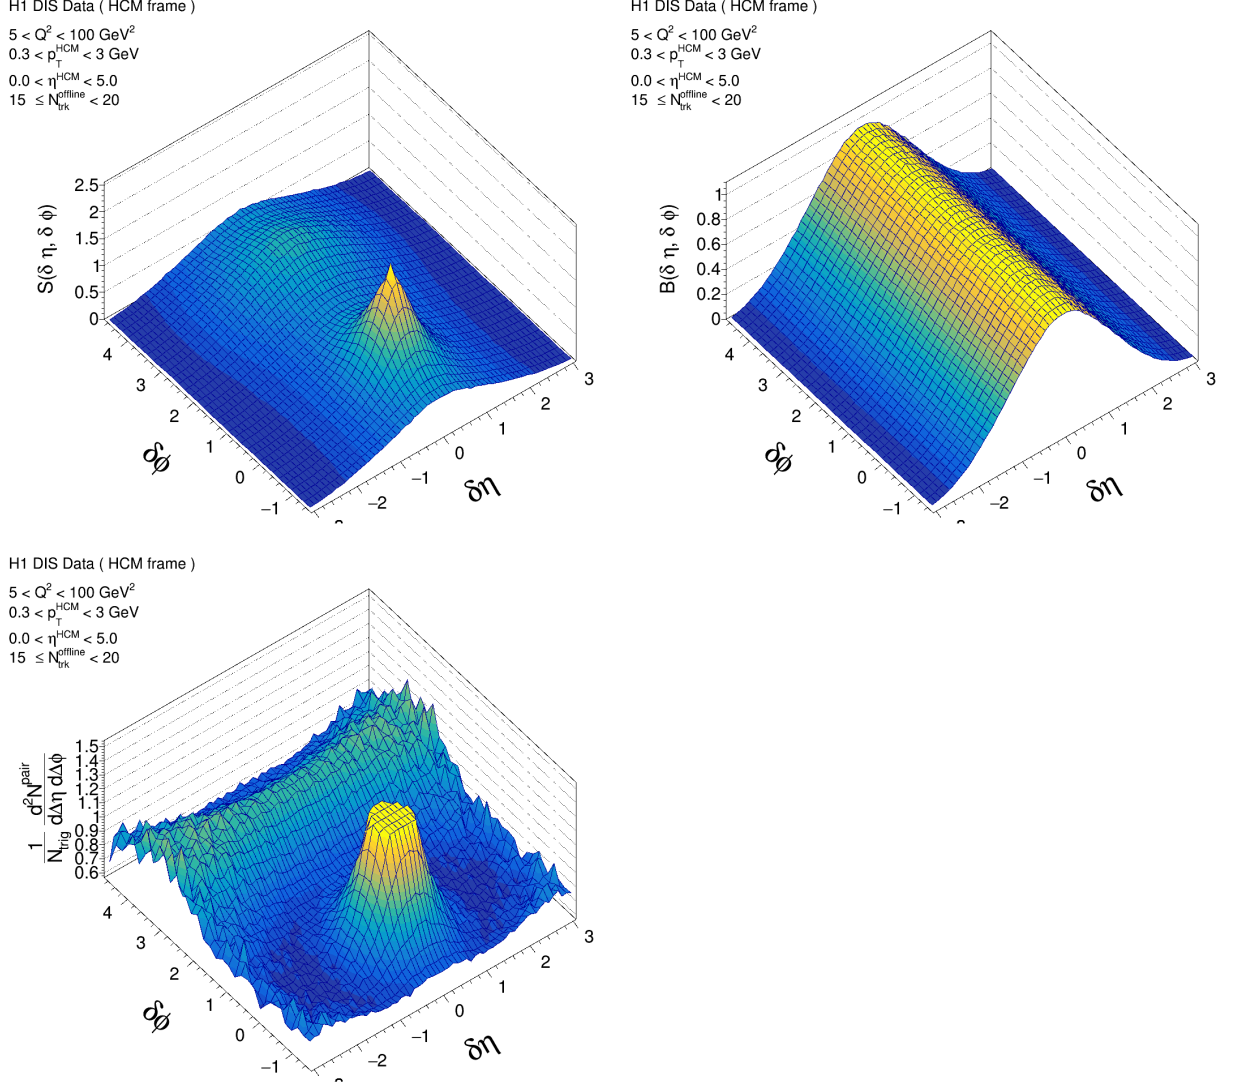 H1 DIS Data ( HCM frame )
5 < Q² < 100 GeV²
0.3 < p_T^HCM < 3 GeV
0.0 < η^HCM < 5.0
15 ≤ N_trk^offline < 20
S(δ η, δ φ)
2.5
2
1.5
1
0.5
0
4
3
2
1
0
−1
δφ
−2
−1
0
1
2
3
δη
H1 DIS Data ( HCM frame )
5 < Q² < 100 GeV²
0.3 < p_T^HCM < 3 GeV
0.0 < η^HCM < 5.0
15 ≤ N_trk^offline < 20
B(δ η, δ φ)
1
0.8
0.6
0.4
0.2
0
4
3
2
1
0
−1
δφ
−2
−1
0
1
2
3
δη
H1 DIS Data ( HCM frame )
5 < Q² < 100 GeV²
0.3 < p_T^HCM < 3 GeV
0.0 < η^HCM < 5.0
15 ≤ N_trk^offline < 20
1/N_trig d²N^pair/dΔη dΔφ
1.5
1.4
1.3
1.2
1.1
1
0.9
0.8
0.7
0.6
4
3
2
1
0
−1
δφ
−2
−1
0
1
2
3
δη